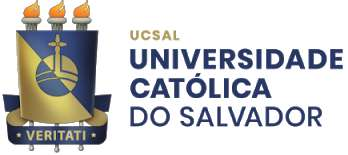 UCSAL
UNIVERSIDADE
CATÓLICA
DO SALVADOR
VERITATI